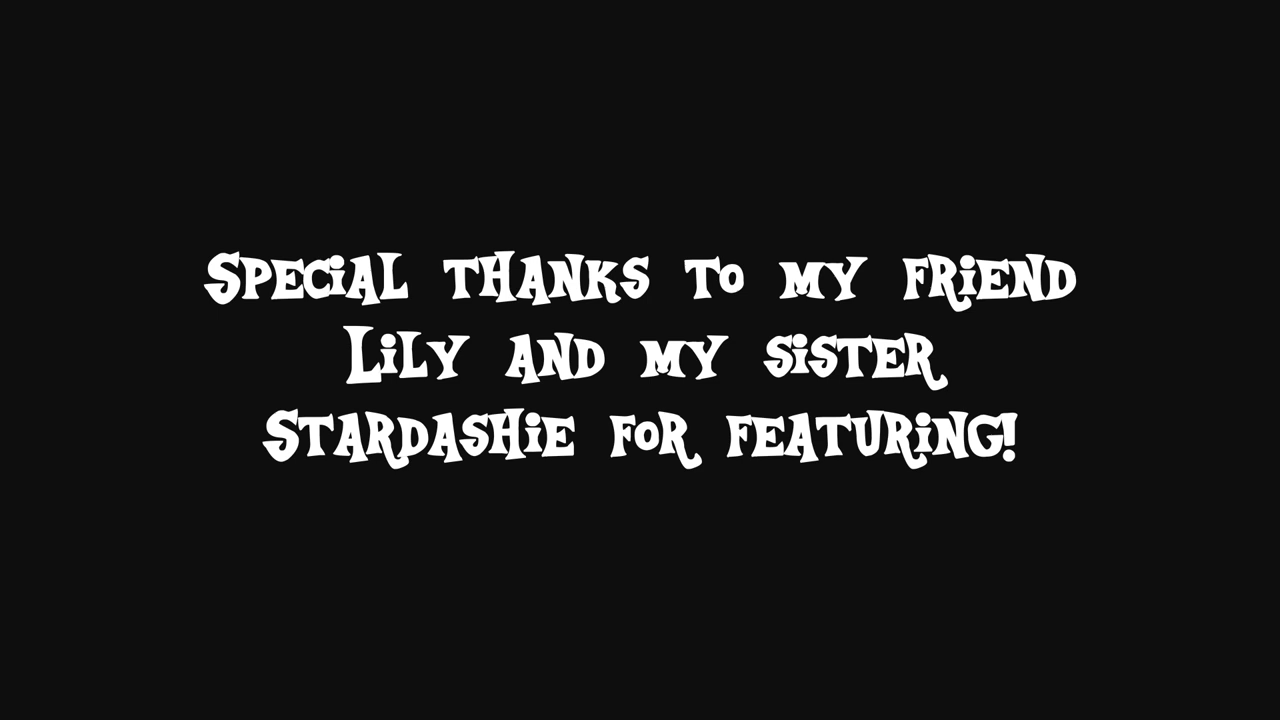 Special thanks to my friend
Lily and my sister
Stardashie for featuring!